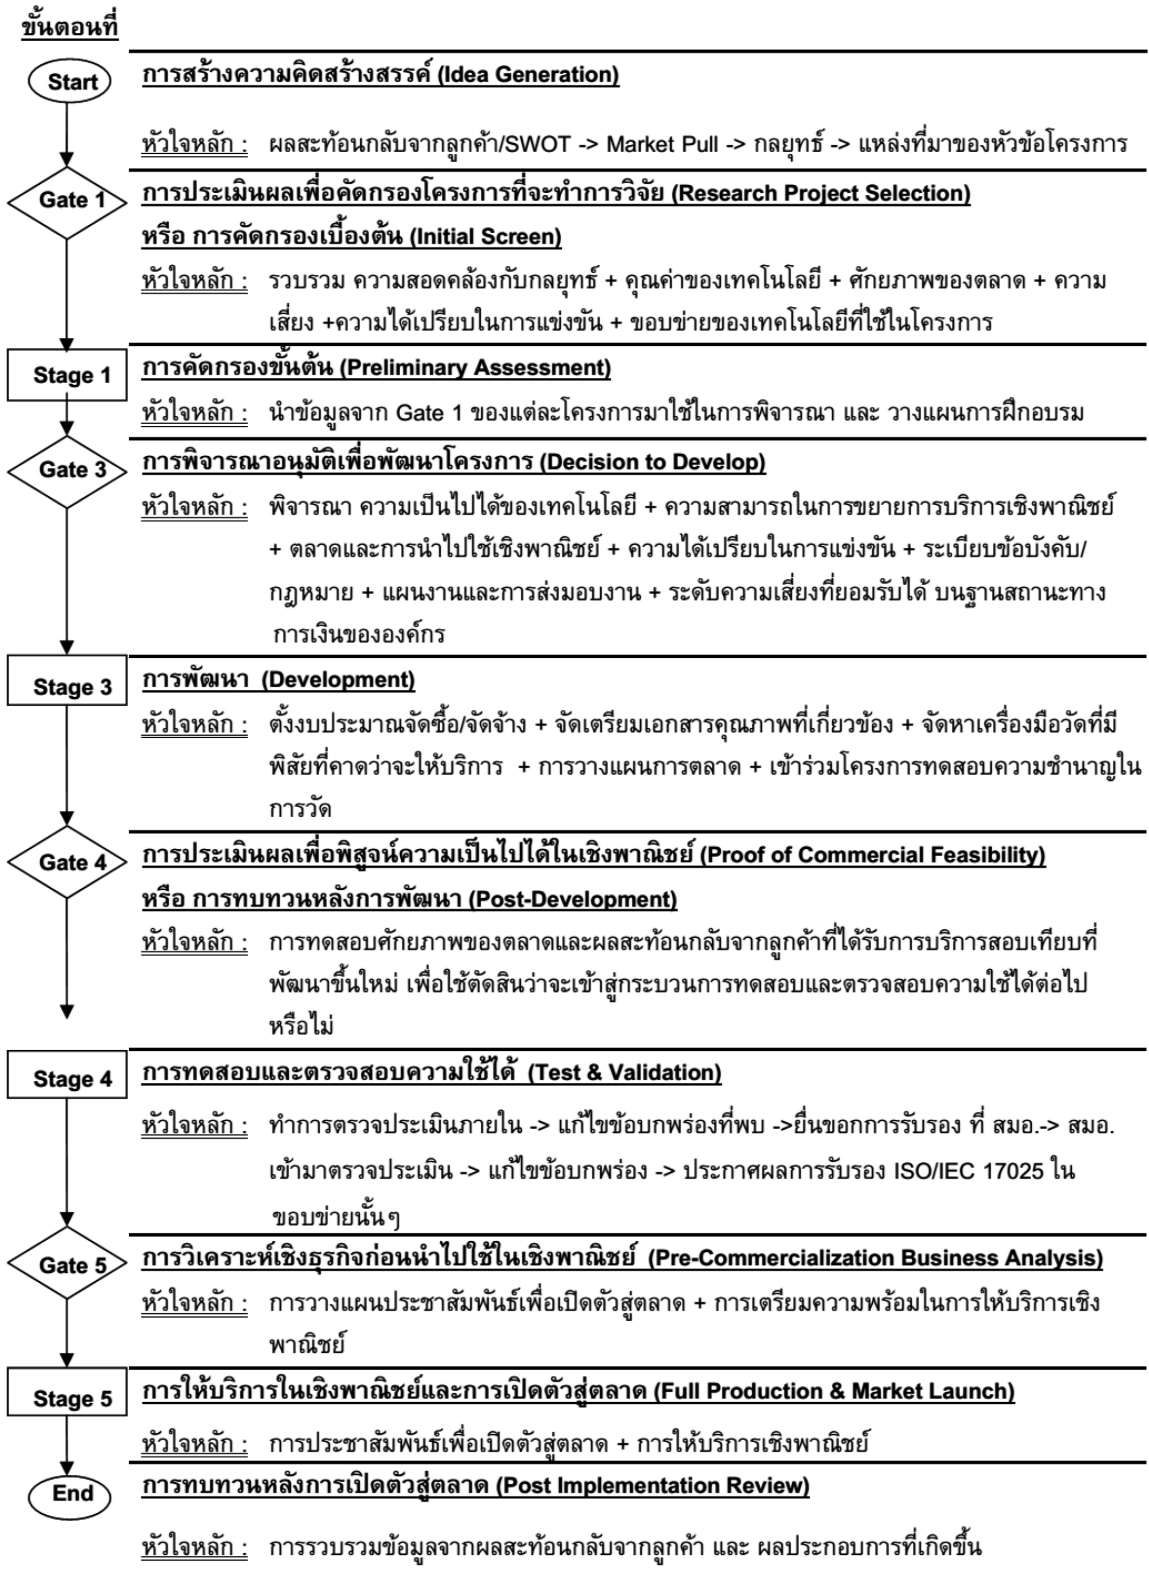 ขั้นตอนที่
Start
การสร้างความคิดสร้างสรรค์ (Idea Generation)
หัวใจหลัก : ผลสะท้อนกลับจากลูกค้า/SWOT -> Market Pull -> กลยุทธ์ -> แหล่งที่มาของหัวข้อโครงการ
Gate 1
การประเมินผลเพื่อคัดกรองโครงการที่จะทำการวิจัย (Research Project Selection)
หรือ การคัดกรองเบื้องต้น (Initial Screen)
หัวใจหลัก : รวบรวม ความสอดคล้องกับกลยุทธ์ + คุณค่าของเทคโนโลยี + ศักยภาพของตลาด + ความ
เสี่ยง +ความได้เปรียบในการแข่งขัน + ขอบข่ายของเทคโนโลยีที่ใช้ในโครงการ
Stage 1
การคัดกรองขั้นต้น (Preliminary Assessment)
หัวใจหลัก : นำข้อมูลจาก Gate 1 ของแต่ละโครงการมาใช้ในการพิจารณา และ วางแผนการฝึกอบรม
Gate 3
การพิจารณาอนุมัติเพื่อพัฒนาโครงการ (Decision to Develop)
หัวใจหลัก : พิจารณา ความเป็นไปได้ของเทคโนโลยี + ความสามารถในการขยายการบริการเชิงพาณิชย์
+ ตลาดและการนำไปใช้เชิงพาณิชย์ + ความได้เปรียบในการแข่งขัน + ระเบียบข้อบังคับ/
กฎหมาย + แผนงานและการส่งมอบงาน + ระดับความเสี่ยงที่ยอมรับได้ บนฐานสถานะทาง
การเงินขององค์กร
Stage 3
การพัฒนา (Development)
หัวใจหลัก : ตั้งงบประมาณจัดซื้อ/จัดจ้าง + จัดเตรียมเอกสารคุณภาพที่เกี่ยวข้อง + จัดหาเครื่องมือวัดที่มี
พิสัยที่คาดว่าจะให้บริการ + การวางแผนการตลาด + เข้าร่วมโครงการทดสอบความชำนาญใน
การวัด
Gate 4
การประเมินผลเพื่อพิสูจน์ความเป็นไปได้ในเชิงพาณิชย์ (Proof of Commercial Feasibility)
หรือ การทบทวนหลังการพัฒนา (Post-Development)
หัวใจหลัก : การทดสอบศักยภาพของตลาดและผลสะท้อนกลับจากลูกค้าที่ได้รับการบริการสอบเทียบที่
พัฒนาขึ้นใหม่ เพื่อใช้ตัดสินว่าจะเข้าสู่กระบวนการทดสอบและตรวจสอบความใช้ได้ต่อไป
หรือไม่
Stage 4
การทดสอบและตรวจสอบความใช้ได้ (Test & Validation)
หัวใจหลัก : ทำการตรวจประเมินภายใน -> แก้ไขข้อบกพร่องที่พบ ->ยื่นขอกการรับรอง ที่ สมอ.-> สมอ.
เข้ามาตรวจประเมิน -> แก้ไขข้อบกพร่อง -> ประกาศผลการรับรอง ISO/IEC 17025 ใน
ขอบข่ายนั้นๆ
Gate 5
การวิเคราะห์เชิงธุรกิจก่อนนำไปใช้ในเชิงพาณิชย์ (Pre-Commercialization Business Analysis)
หัวใจหลัก : การวางแผนประชาสัมพันธ์เพื่อเปิดตัวสู่ตลาด + การเตรียมความพร้อมในการให้บริการเชิง
พาณิชย์
Stage 5
การให้บริการในเชิงพาณิชย์และการเปิดตัวสู่ตลาด (Full Production & Market Launch)
หัวใจหลัก : การประชาสัมพันธ์เพื่อเปิดตัวสู่ตลาด + การให้บริการเชิงพาณิชย์
End
การทบทวนหลังการเปิดตัวสู่ตลาด (Post Implementation Review)
หัวใจหลัก : การรวบรวมข้อมูลจากผลสะท้อนกลับจากลูกค้า และ ผลประกอบการที่เกิดขึ้น